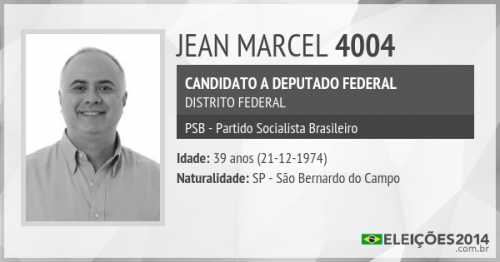 JEAN MARCEL 4004
CANDIDATO A DEPUTADO FEDERAL
DISTRITO FEDERAL
PSB - Partido Socialista Brasileiro
Idade: 39 anos (21-12-1974)
Naturalidade: SP - São Bernardo do Campo
ELEIÇÕES2014
.com.br